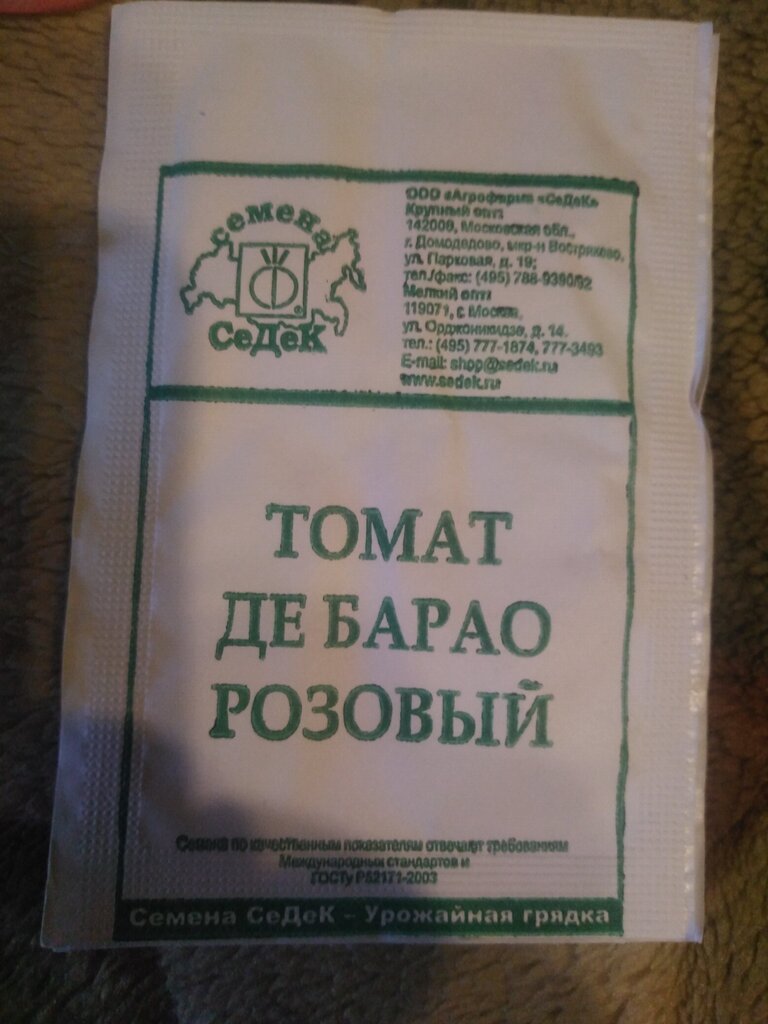 семена
СеДеК
ООО «Агрофирма «СеДеК»
Крупный опт:
142000, Московская обл.,
г. Домодедово, мкр-н Востряково,
ул. Парковая, д. 19;
тел./факс: (495) 788-9390/92
Мелкий опт:
119071, г. Москва,
ул. Орджоникидзе, д. 14.
тел.: (495) 777-1874, 777-3493
E-mail: shop@sedek.ru
www.sedek.ru
ТОМАТ
ДЕ БАРАО
РОЗОВЫЙ
Семена по качественным показателям отвечают требованиям
Международных стандартов и
ГОСТу Р52171-2003
Семена СеДеК – Урожайная грядка